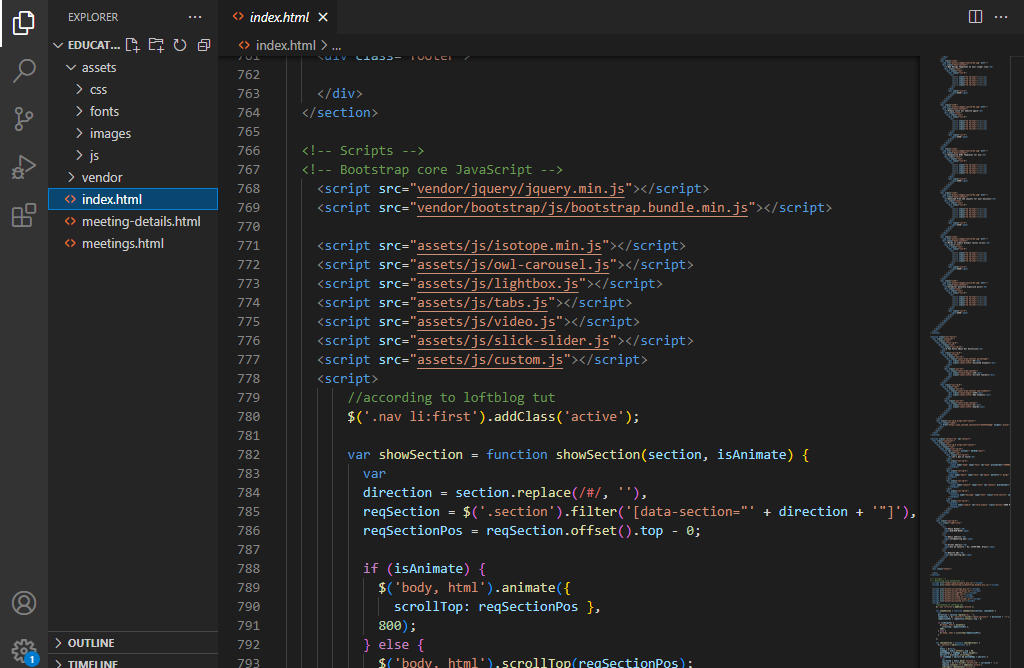 EXPLORER
EDUCAT...
assets
css
fonts
images
js
vendor
index.html
meeting-details.html
meetings.html
OUTLINE
TIMELINE
1
index.html
index.html > ...
761 <div class="footer">
762
763 </div>
764 </section>
765
766 <!-- Scripts -->
767 <!-- Bootstrap core JavaScript -->
768 <script src="vendor/jquery/jquery.min.js"></script>
769 <script src="vendor/bootstrap/js/bootstrap.bundle.min.js"></script>
770
771 <script src="assets/js/isotope.min.js"></script>
772 <script src="assets/js/owl-carousel.js"></script>
773 <script src="assets/js/lightbox.js"></script>
774 <script src="assets/js/tabs.js"></script>
775 <script src="assets/js/video.js"></script>
776 <script src="assets/js/slick-slider.js"></script>
777 <script src="assets/js/custom.js"></script>
778 <script>
779 //according to loftblog tut
780 $('.nav li:first').addClass('active');
781
782 var showSection = function showSection(section, isAnimate) {
783 var
784 direction = section.replace(/#/, ''),
785 reqSection = $('.section').filter('[data-section="' + direction + '"]'),
786 reqSectionPos = reqSection.offset().top - 0;
787
788 if (isAnimate) {
789 $('body, html').animate({
790 scrollTop: reqSectionPos },
791 800);
792 } else {
793 $('body, html').scrollTop(reqSectionPos);